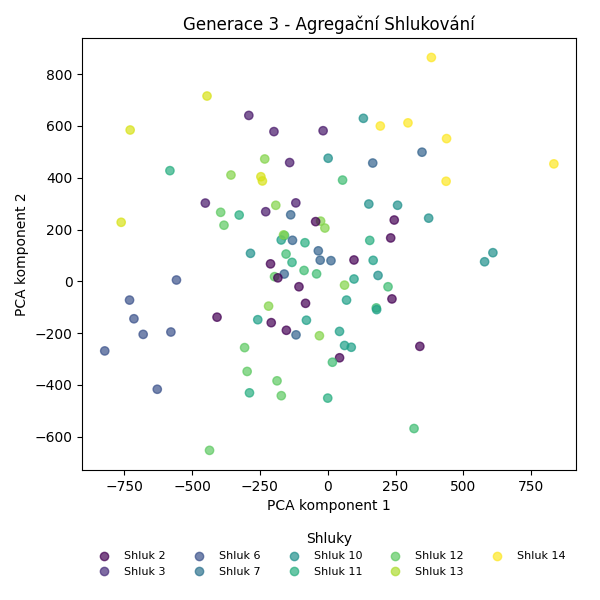 Generace 3 - Agregační Shlukování
PCA komponent 2
800
600
400
200
0
−200
−400
−600
−750 −500 −250 0 250 500 750
PCA komponent 1
Shluky
Shluk 2 Shluk 6 Shluk 10 Shluk 12 Shluk 14
Shluk 3 Shluk 7 Shluk 11 Shluk 13